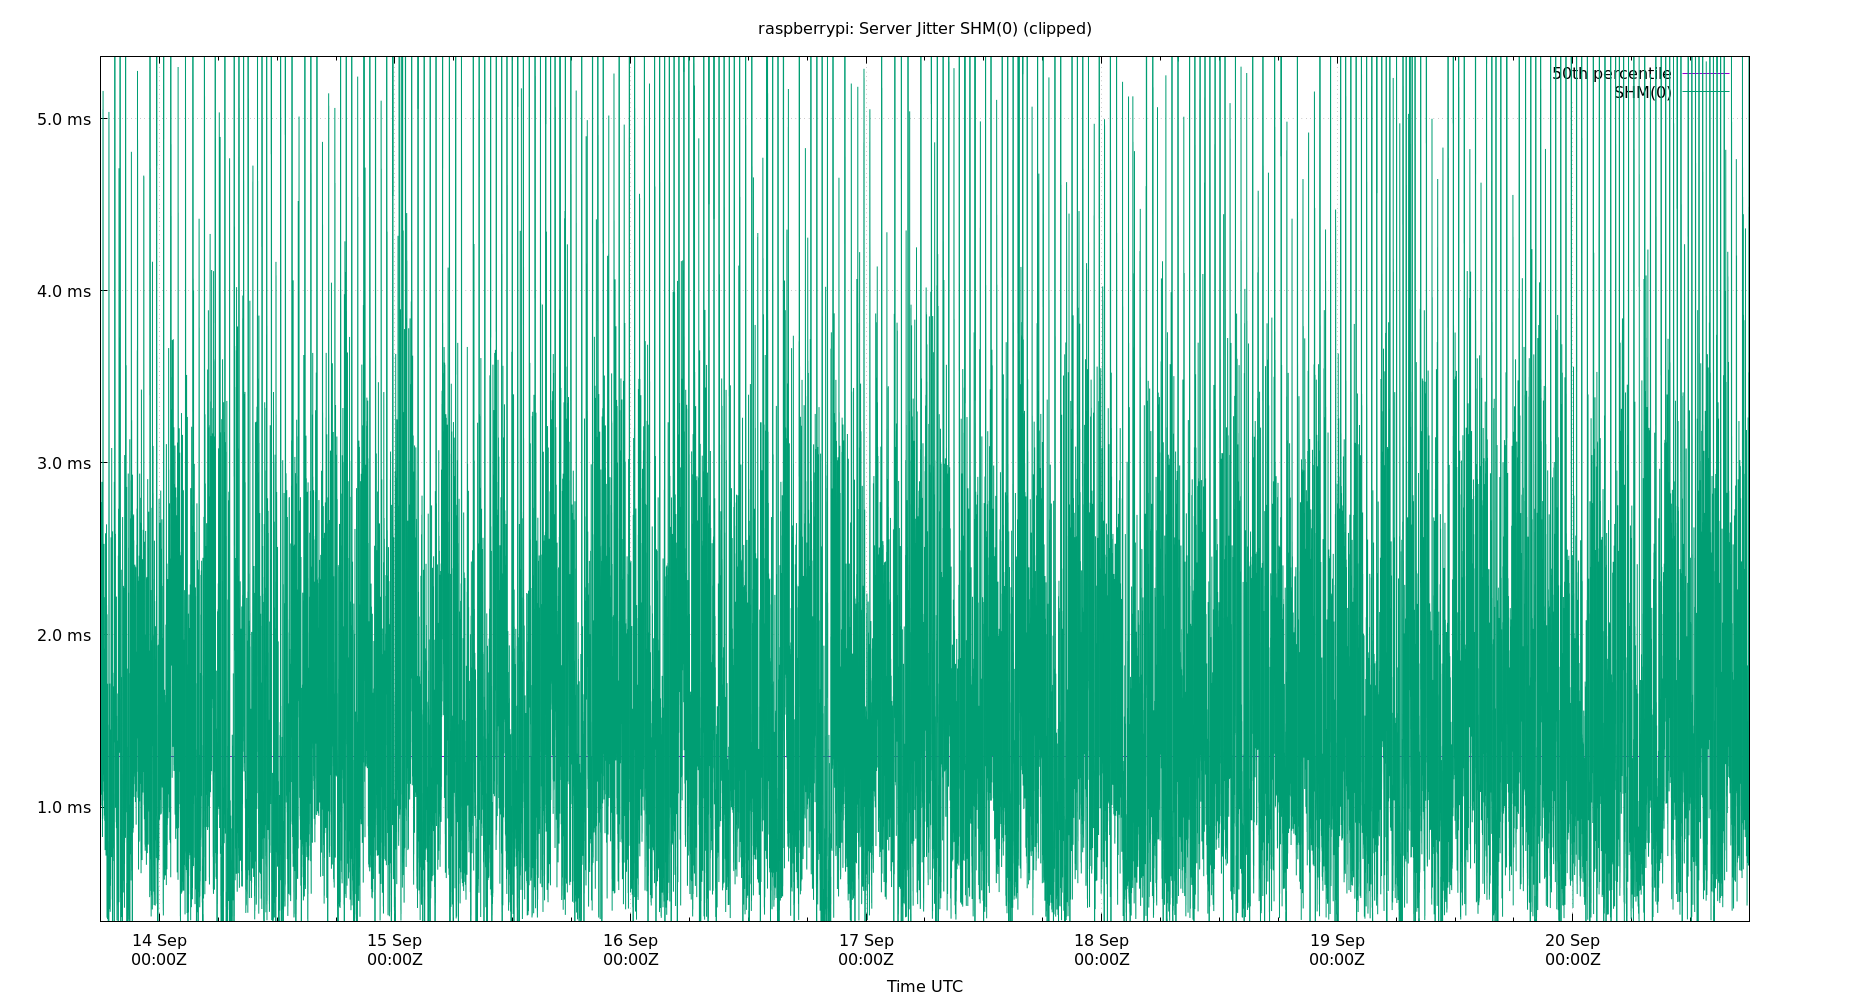 raspberrypi: Server Jitter SHM(0) (clipped)
50th percentile
SHM(0)
5.0 ms
4.0 ms
3.0 ms
2.0 ms
1.0 ms
14 Sep 15 Sep 16 Sep 17 Sep 18 Sep 19 Sep 20 Sep
00:00Z 00:00Z 00:00Z 00:00Z 00:00Z 00:00Z 00:00Z
Time UTC